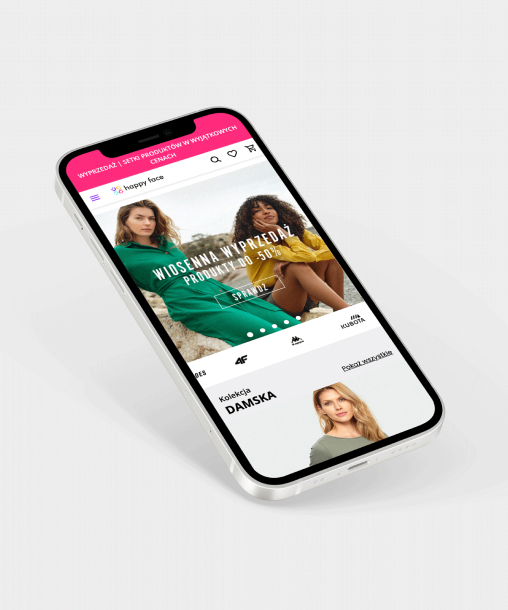 WYPRZEDAŻ | SETKI PRODUKTÓW W WYJĄTKOWYCH
CENACH
happy face
WIOSENNA WYPRZEDAŻ
PRODUKTY DO -50%
SPRAWDŹ
4F
KUBOTA
Kolekcja
Pokaż wszystkie
DAMSKA